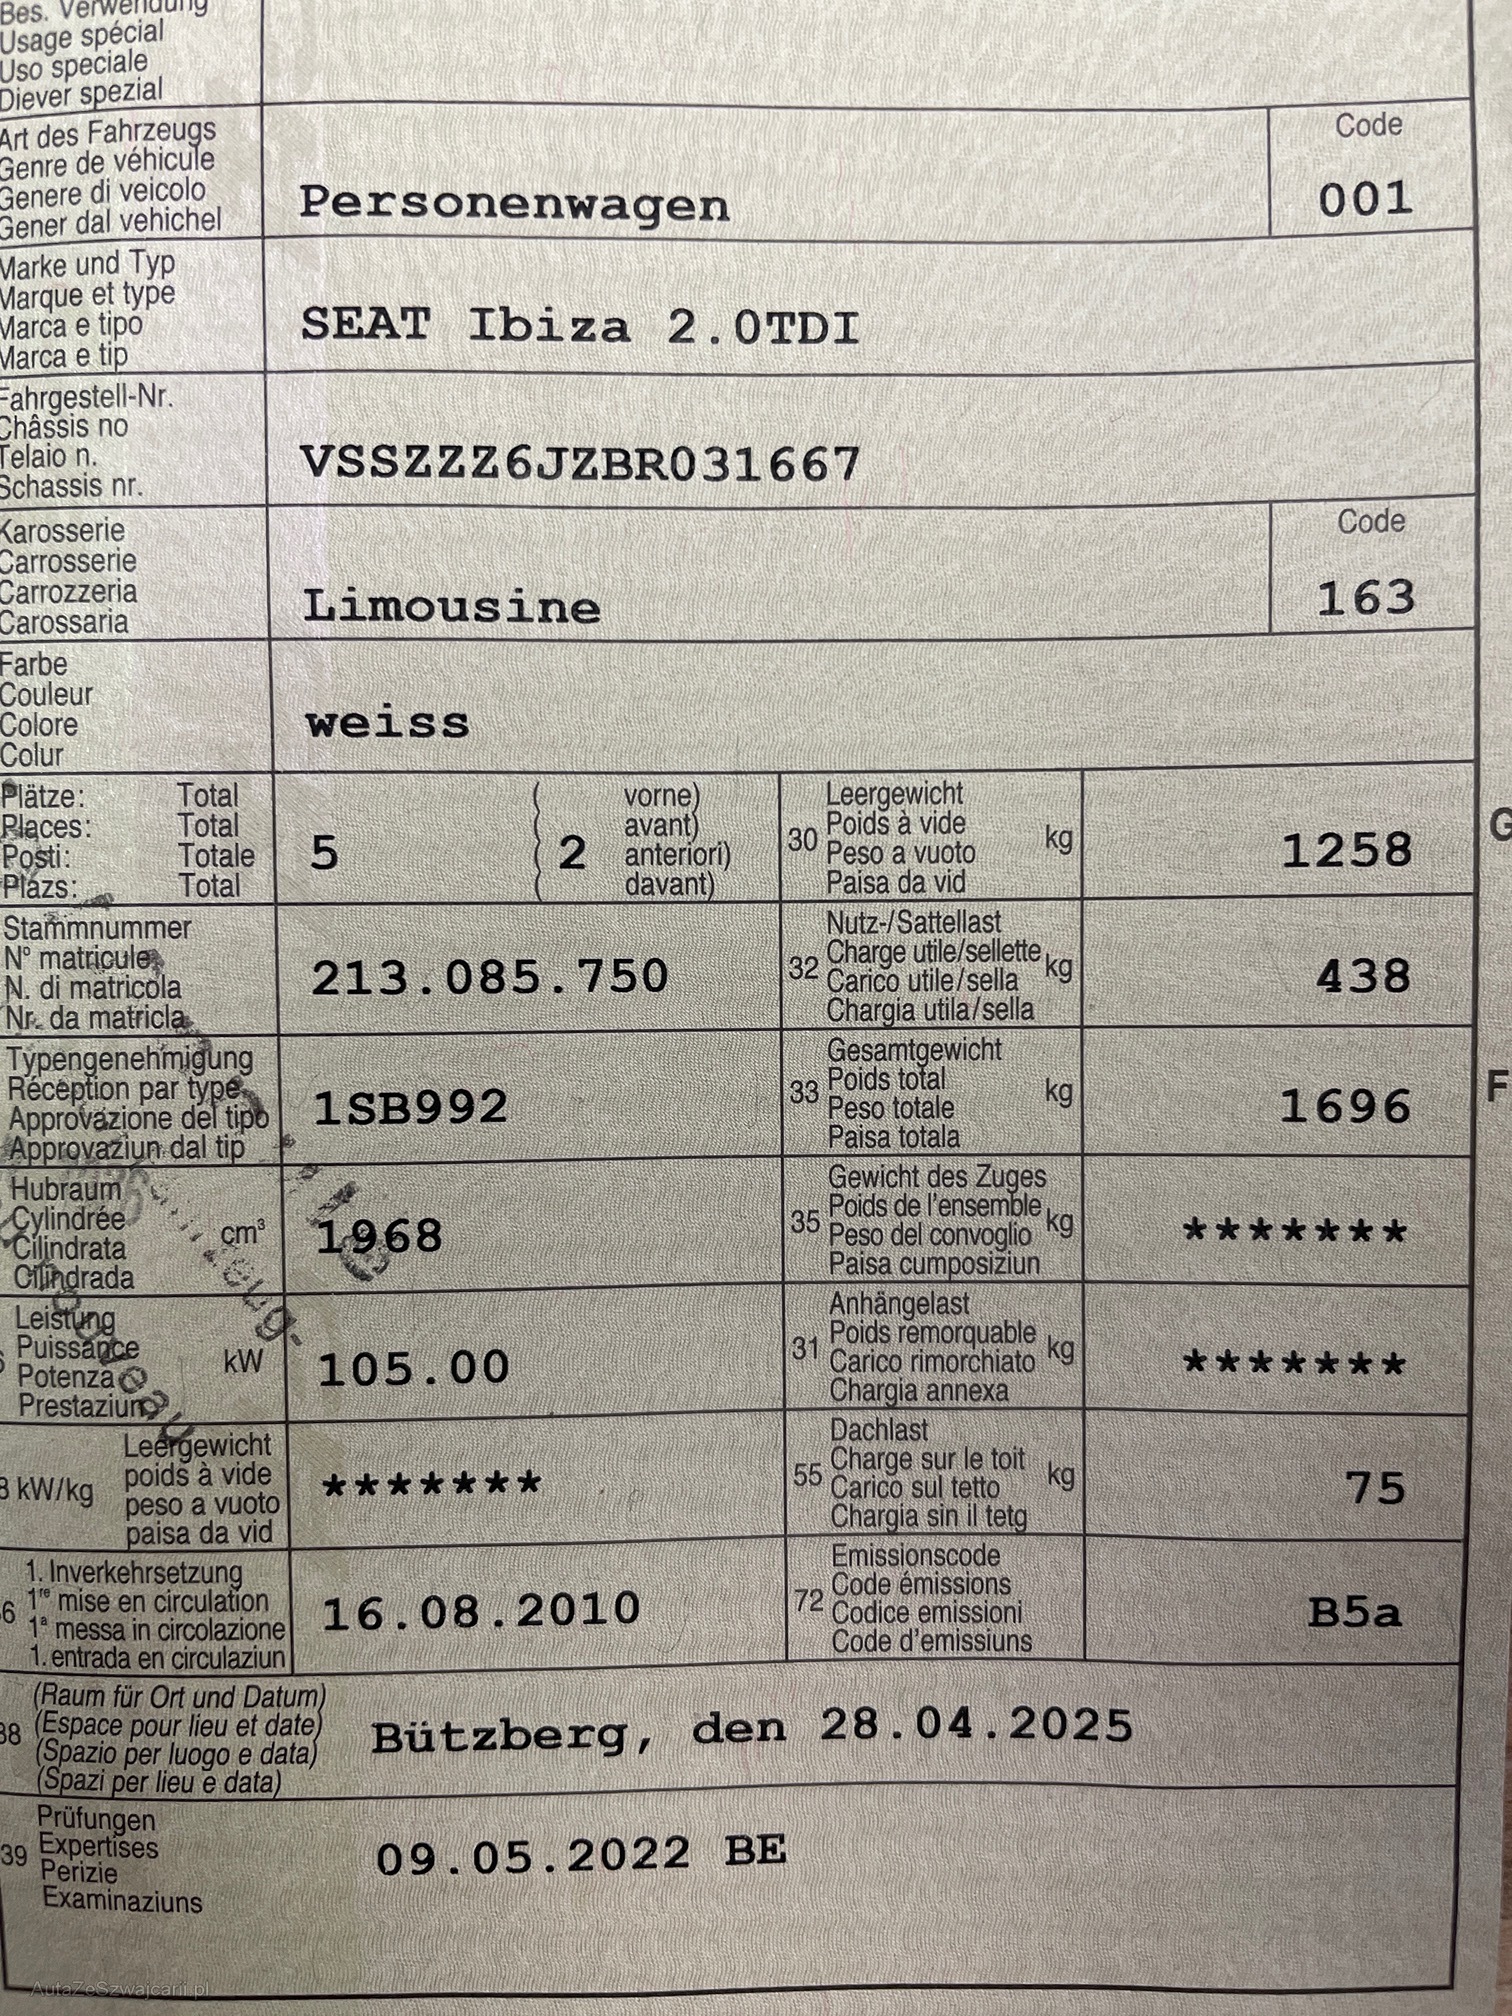 Bes. Verwendung
Usage spécial
Uso speciale
Diever spezial
Art des Fahrzeugs
Genre de véhicule
Genere di veicolo
Gener dal vehichel
Personenwagen
Code
001
Marke und Typ
Marque et type
Marca e tipo
Marca e tip
SEAT Ibiza 2.0TDI
Fahrgestell-Nr.
Châssis no
Telaio n.
Schassis nr.
VSSZZZ6JZBR031667
Karosserie
Carrosserie
Carrozzeria
Carossaria
Limousine
Code
163
Farbe
Couleur
Colore
Colur
weiss
Plätze: Total
Places: Total
Posti: Totale
Plazs: Total
5
( vorne)
( avant)
( 2 anteriori)
( davant)
30
Leergewicht
Poids à vide
Peso a vuoto
Paisa da vid
kg
1258
G
Stammnummer
N° matricule
N. di matricola
Nr. da matricla
213.085.750
32
Nutz-/Sattellast
Charge utile/sellette
Carico utile/sella
Chargia utila/sella
kg
438
Typengenehmigung
Réception par type
Approvazione del tipo
Approvaziun dal tip
1SB992
33
Gesamtgewicht
Poids total
Peso totale
Paisa totala
kg
1696
F
Hubraum
Cylindrée
Cilindrata
Cilindrada
cm³
1968
35
Gewicht des Zuges
Poids de l'ensemble
Peso del convoglio
Paisa cumposiziun
kg
*******
Leistung
Puissance
Potenza
Prestaziun
kW
105.00
31
Anhängelast
Poids remorquable
Carico rimorchiato
Chargia annexa
kg
*******
kW/kg
Leergewicht
poids à vide
peso a vuoto
paisa da vid
*******
55
Dachlast
Charge sur le toit
Carico sul tetto
Chargia sin il tetg
kg
75
6
1. Inverkehrsetzung
1re mise en circulation
1a messa in circolazione
1. entrada en circulaziun
16.08.2010
72
Emissionscode
Code émissions
Codice emissioni
Code d'emissiuns
B5a
38
(Raum für Ort und Datum)
(Espace pour lieu et date)
(Spazio per luogo e data)
(Spazi per lieu e data)
Bützberg, den 28.04.2025
39
Prüfungen
Expertises
Perizie
Examinaziuns
09.05.2022 BE
AutaZeSzwajcarii.pl